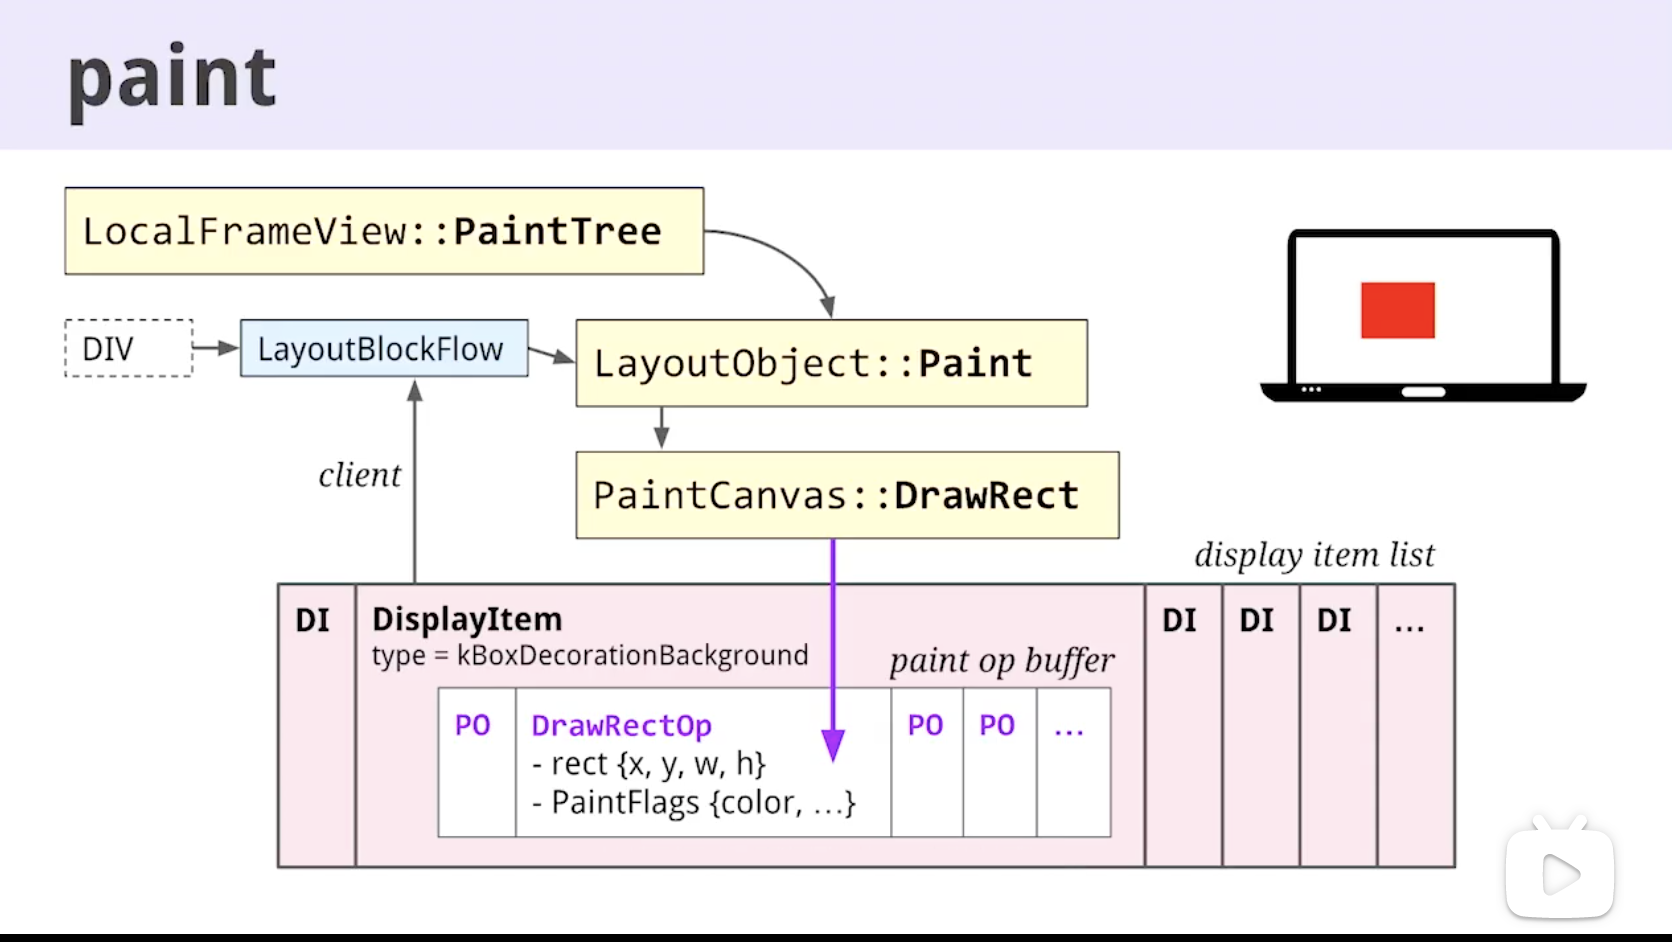 paint
LocalFrameView::PaintTree
DIV
LayoutBlockFlow
LayoutObject::Paint
client
PaintCanvas::DrawRect
display item list
DI
DisplayItem
type = kBoxDecorationBackground
paint op buffer
PO
DrawRectOp
- rect {x, y, w, h}
- PaintFlags {color, …}
PO
PO
…
DI
DI
DI
…